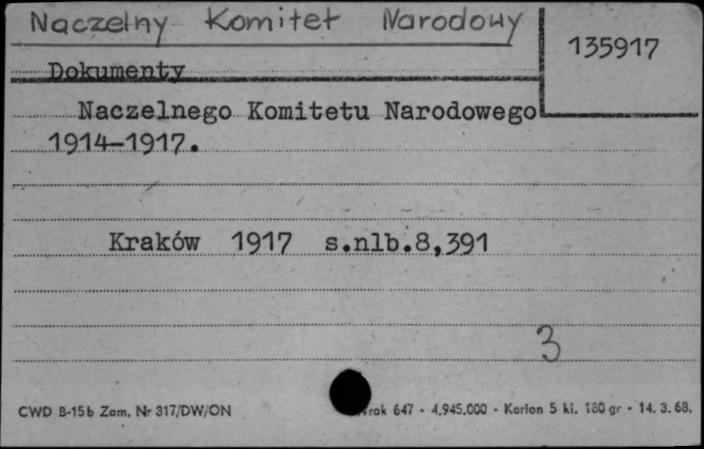 Naczelny Komitet Narodowy
135917
Dokumenty
Naczelnego Komitetu Narodowego
1914-1917.
Kraków 1917 s.nlb.8,391
3
CWD B-15b Zam. Nr 317/DW/ON
647 - 4.945.000 - Karton 5 kl. 180 gr - 14.3.68.